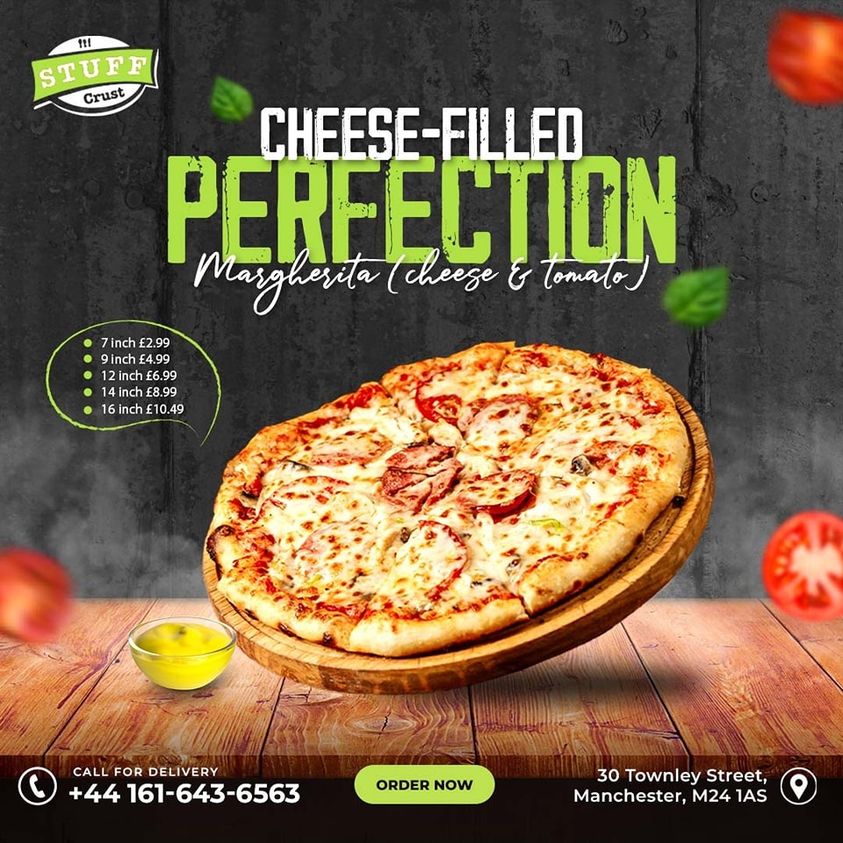 STUFF
Crust
CHEESE-FILLED
PERFECTION
Margherita (cheese & tomato)
7 inch £2.99
9 inch £4.99
12 inch £6.99
14 inch £8.99
16 inch £10.49
CALL FOR DELIVERY
+44 161-643-6563
ORDER NOW
30 Townley Street,
Manchester, M24 1AS